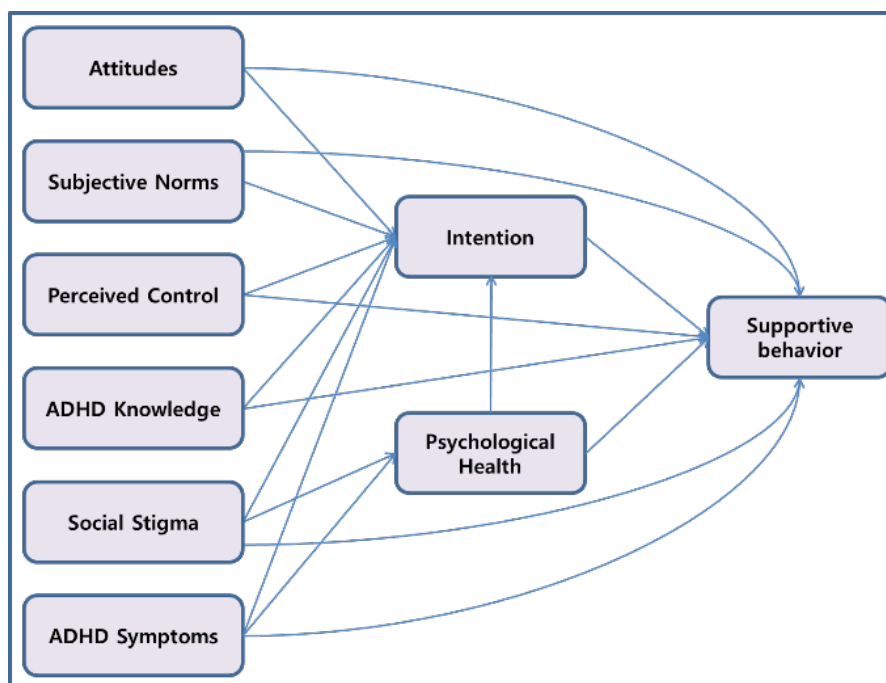 Attitudes
Subjective Norms
Perceived Control
ADHD Knowledge
Social Stigma
ADHD Symptoms
Intention
Psychological
Health
Supportive
behavior